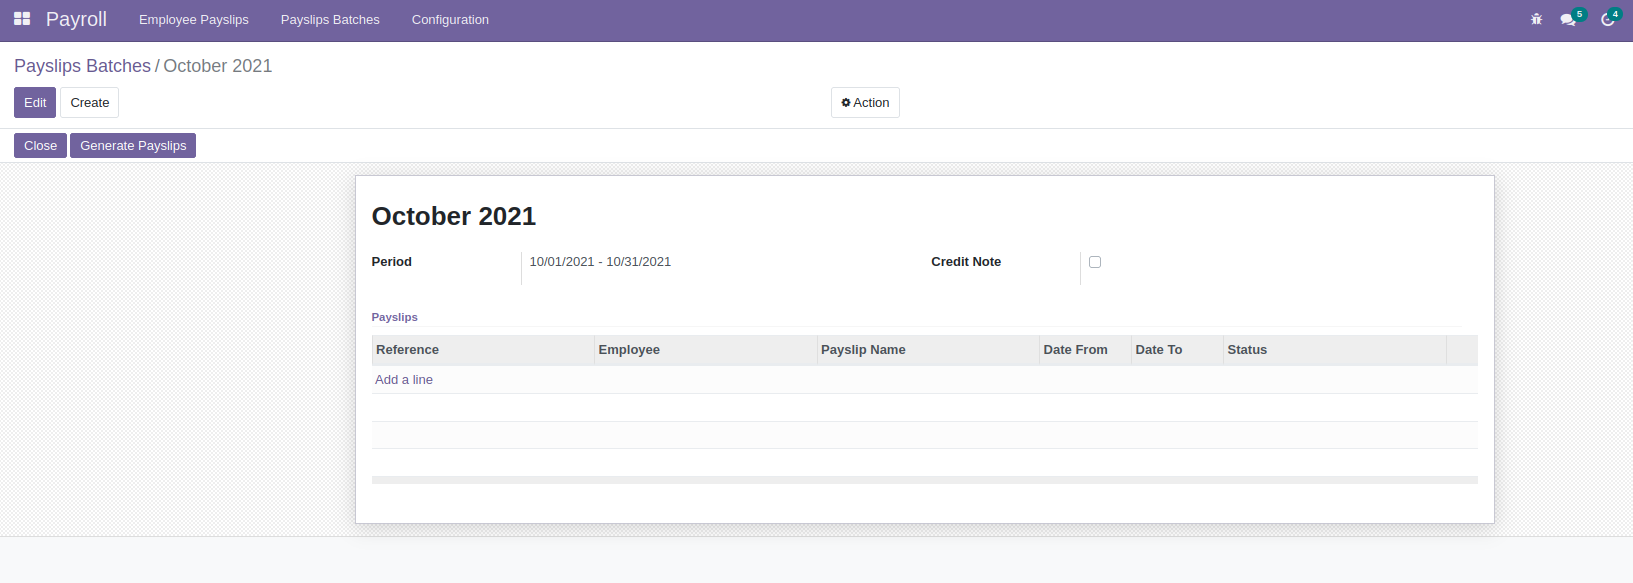 Payroll Employee Payslips Payslips Batches Configuration 5 4
Payslips Batches / October 2021
Edit Create Action
Close Generate Payslips
October 2021
Period 10/01/2021 - 10/31/2021 Credit Note
Payslips
Reference Employee Payslip Name Date From Date To Status
Add a line